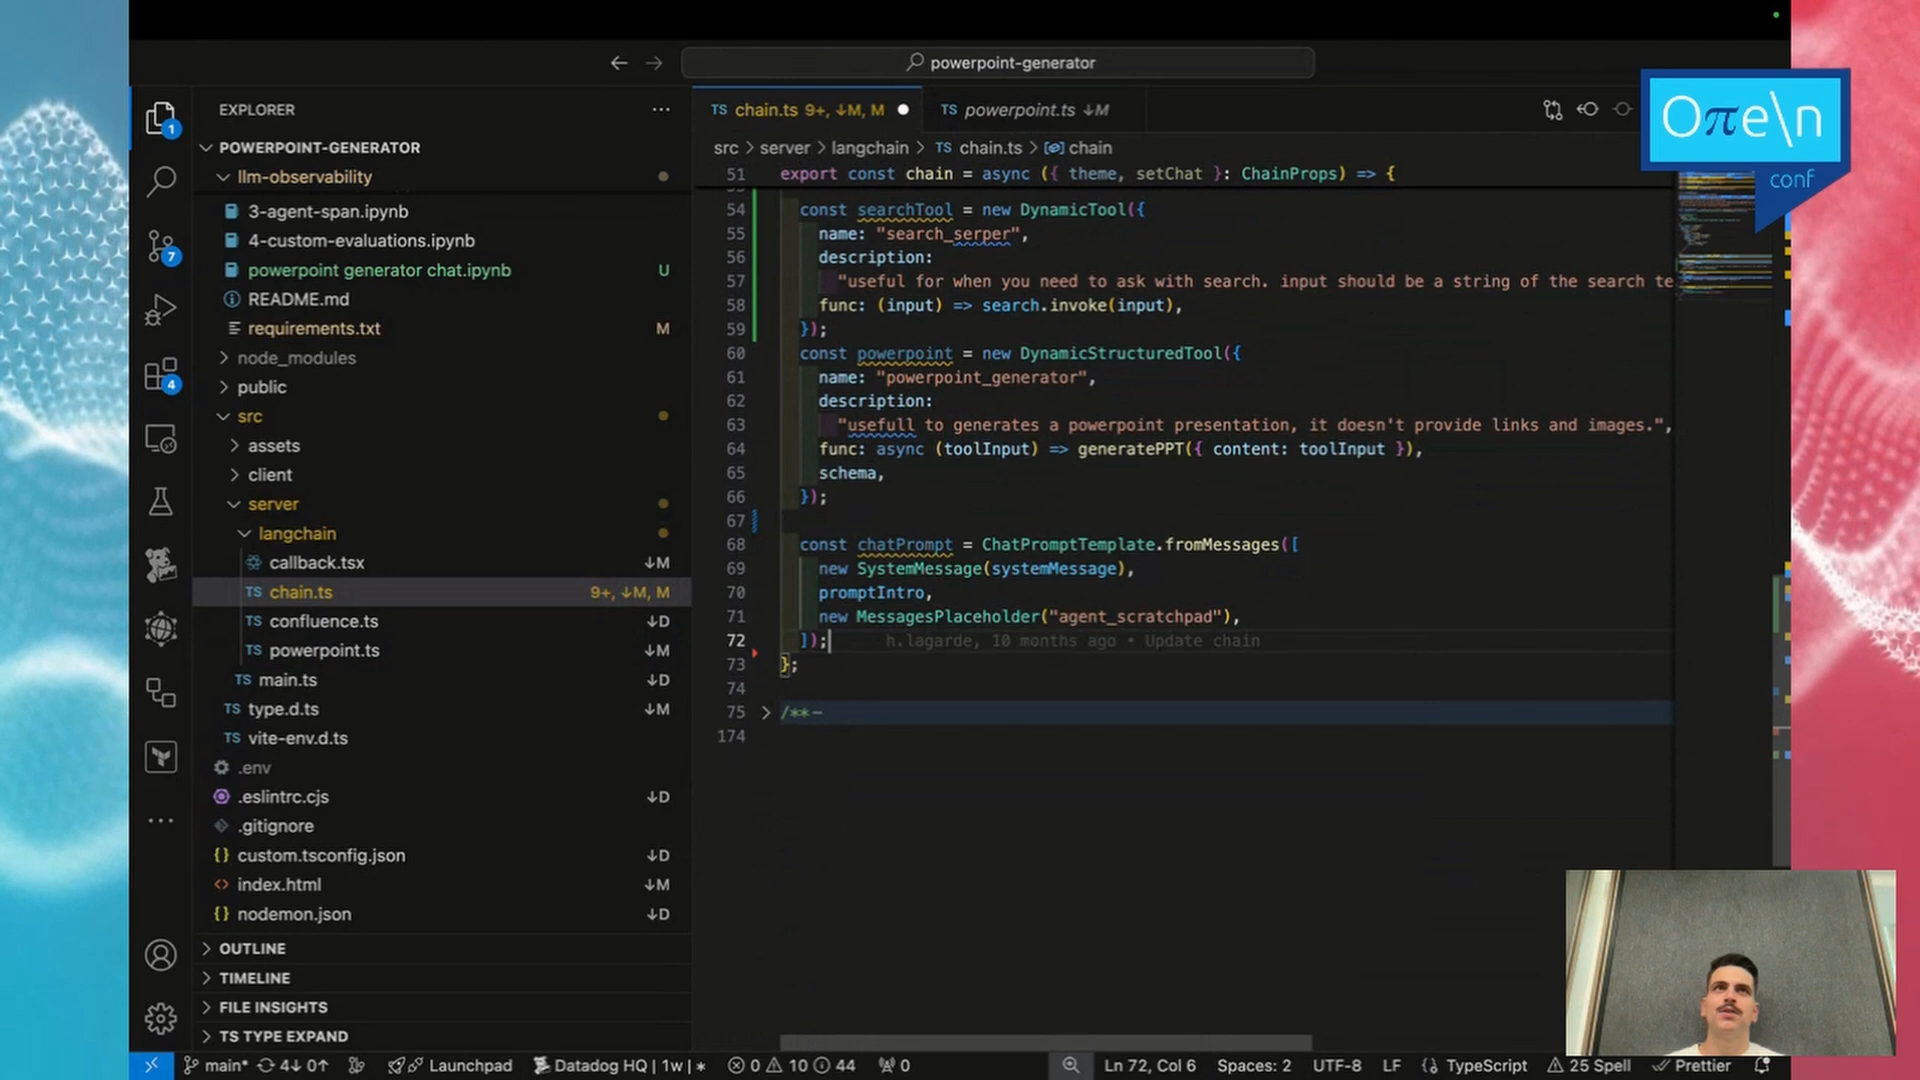 powerpoint-generator
Oπe\n
conf
EXPLORER
1
POWERPOINT-GENERATOR
llm-observability
3-agent-span.ipynb
4-custom-evaluations.ipynb
7
powerpoint generator chat.ipynb U
README.md
requirements.txt M
node_modules
4
public
src
assets
client
server
langchain
callback.tsx ↓M
TS chain.ts 9+, ↓M, M
TS confluence.ts ↓D
TS powerpoint.ts ↓M
TS main.ts ↓D
TS type.d.ts ↓M
TS vite-env.d.ts
.env
.eslintrc.cjs ↓D
.gitignore
{} custom.tsconfig.json ↓D
<> index.html ↓M
{} nodemon.json ↓D
OUTLINE
TIMELINE
FILE INSIGHTS
TS TYPE EXPAND
TS chain.ts 9+, ↓M, M TS powerpoint.ts ↓M
src > server > langchain > TS chain.ts > chain
51 export const chain = async ({ theme, setChat }: ChainProps) => {
54 const searchTool = new DynamicTool({
55 name: "search_serper",
56 description:
57 "useful for when you need to ask with search. input should be a string of the search te
58 func: (input) => search.invoke(input),
59 });
60 const powerpoint = new DynamicStructuredTool({
61 name: "powerpoint_generator",
62 description:
63 "usefull to generates a powerpoint presentation, it doesn't provide links and images.",
64 func: async (toolInput) => generatePPT({ content: toolInput }),
65 schema,
66 });
67
68 const chatPrompt = ChatPromptTemplate.fromMessages([
69 new SystemMessage(systemMessage),
70 promptIntro,
71 new MessagesPlaceholder("agent_scratchpad"),
72 ]); h.lagarde, 10 months ago • Update chain
73 };
74
75 /**
174
main* 4↓ 0↑ Launchpad Datadog HQ | 1w | * 0 10 44 0 Ln 72, Col 6 Spaces: 2 UTF-8 LF {} TypeScript 25 Spell Prettier